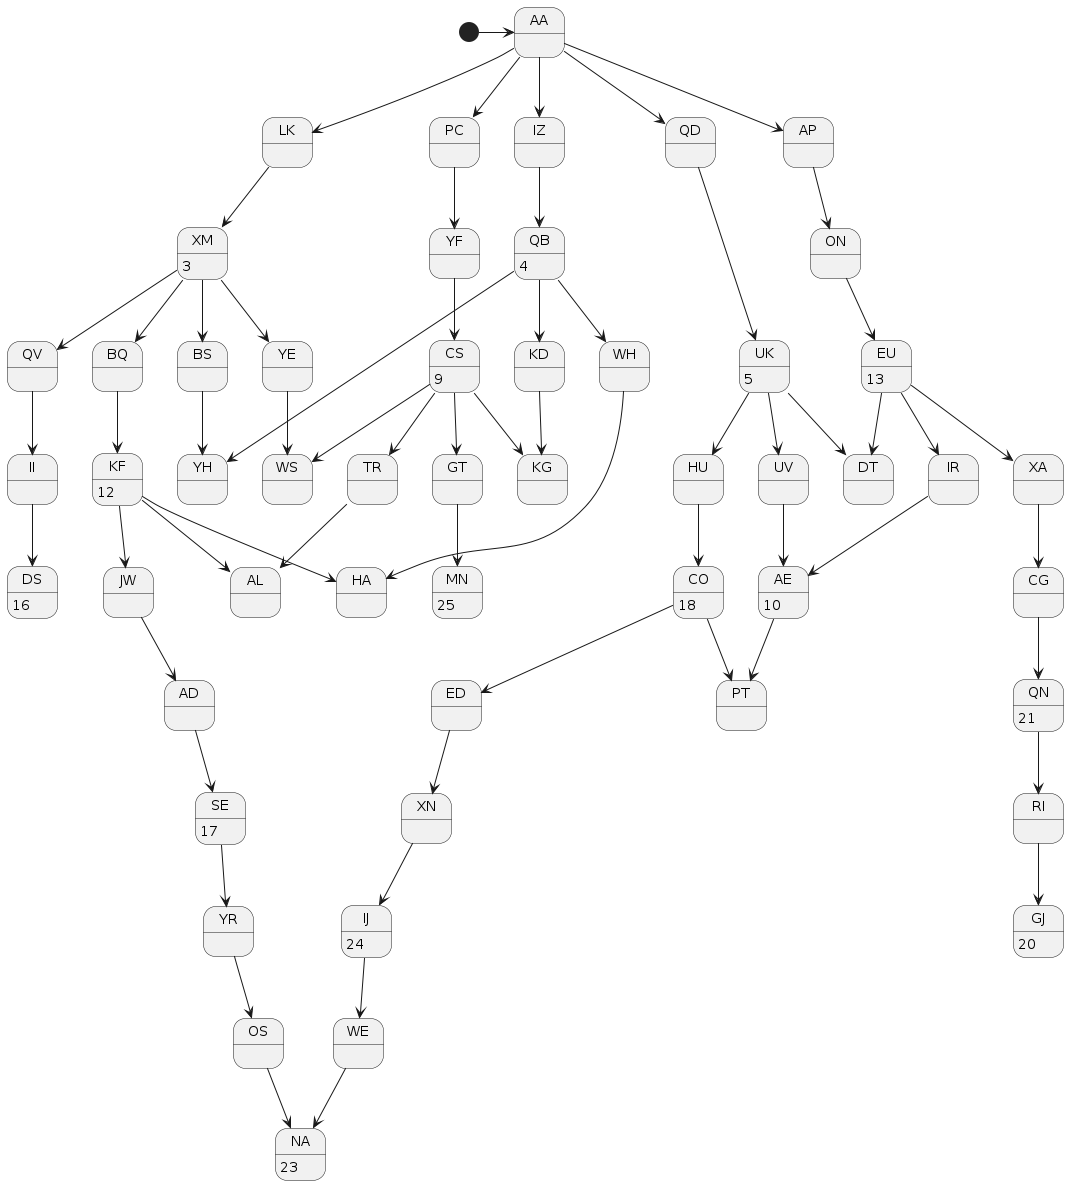 AA
LK
PC
IZ
QD
AP
XM
3
YF
QB
4
ON
QV
BQ
BS
YE
CS
9
KD
WH
UK
5
EU
13
II
KF
12
YH
WS
TR
GT
KG
HU
UV
DT
IR
XA
DS
16
JW
AL
HA
MN
25
CO
18
AE
10
CG
AD
ED
PT
QN
21
SE
17
XN
RI
YR
IJ
24
GJ
20
OS
WE
NA
23